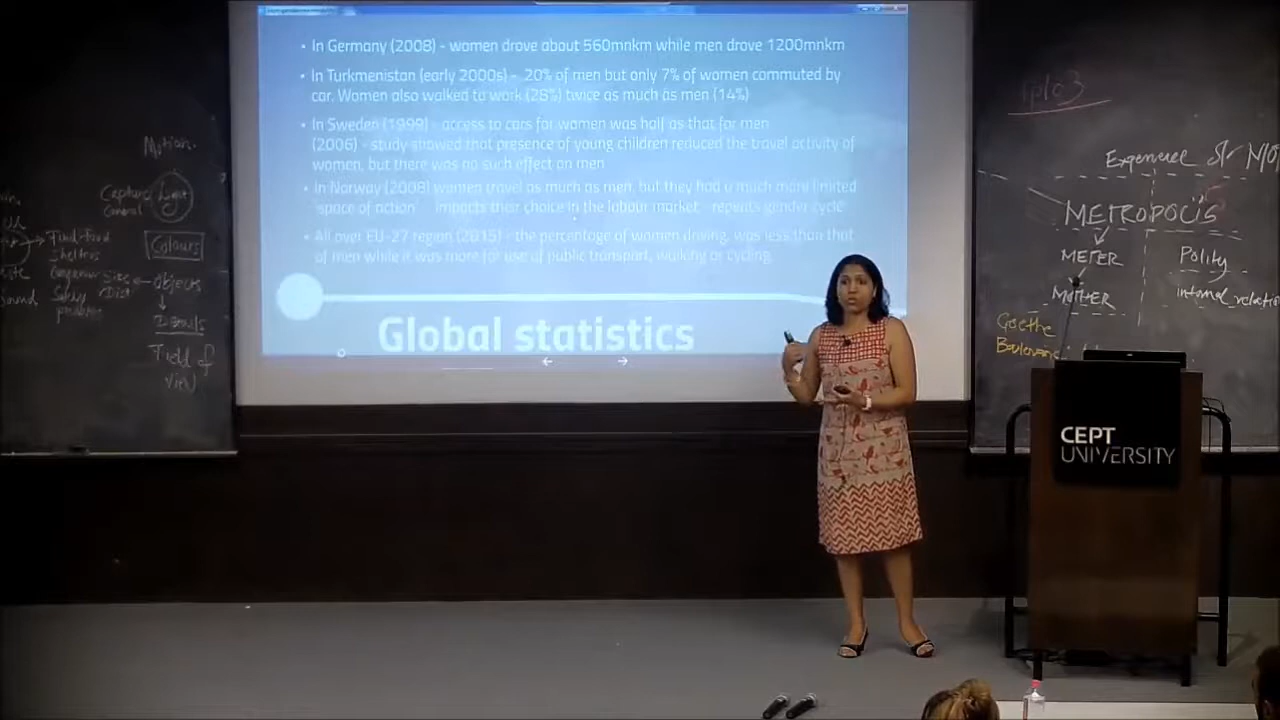 • In Germany (2008) - women drove about 560mnkm while men drove 1200mnkm
• In Turkmenistan (early 2000s) - 20% of men but only 7% of women commuted by
car. Women also walked to work (28%) twice as much as men (14%)
• In Sweden (1999) - access to cars for women was half as that for men
(2006) - study showed that presence of young children reduced the travel activity of
women, but there was no such effect on men
• In Norway (2008) women travel as much as men, but they had a much more limited
'space of action' impacts their choice in the labour market - repeats gender cycle
• All over EU-27 region (2015) - the percentage of women driving, was less than that
of men while it was more for use of public transport, walking or cycling
Global statistics
Motion
Capture
Light
Colours
Shelters
objects
Details
Field of
View
METROPOLIS
METER
MOTHER
Polity
internal
Goethe
CEPT
UNIVERSITY